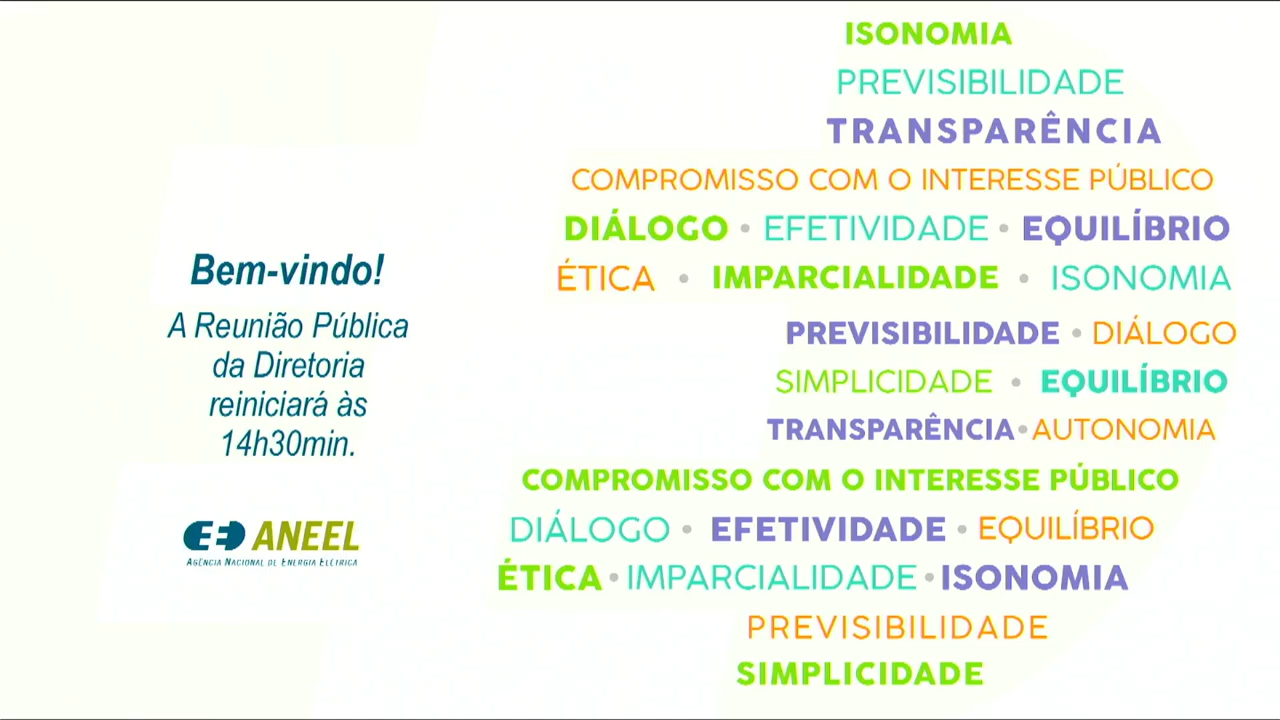 Bem-vindo!
A Reunião Pública
da Diretoria
reiniciará às
14h30min.
ANEEL
AGÊNCIA NACIONAL DE ENERGIA ELÉTRICA
ISONOMIA
PREVISIBILIDADE
TRANSPARÊNCIA
COMPROMISSO COM O INTERESSE PÚBLICO
DIÁLOGO • EFETIVIDADE • EQUILÍBRIO
ÉTICA • IMPARCIALIDADE • ISONOMIA
PREVISIBILIDADE • DIÁLOGO
SIMPLICIDADE • EQUILÍBRIO
TRANSPARÊNCIA • AUTONOMIA
COMPROMISSO COM O INTERESSE PÚBLICO
DIÁLOGO • EFETIVIDADE • EQUILÍBRIO
ÉTICA • IMPARCIALIDADE • ISONOMIA
PREVISIBILIDADE
SIMPLICIDADE